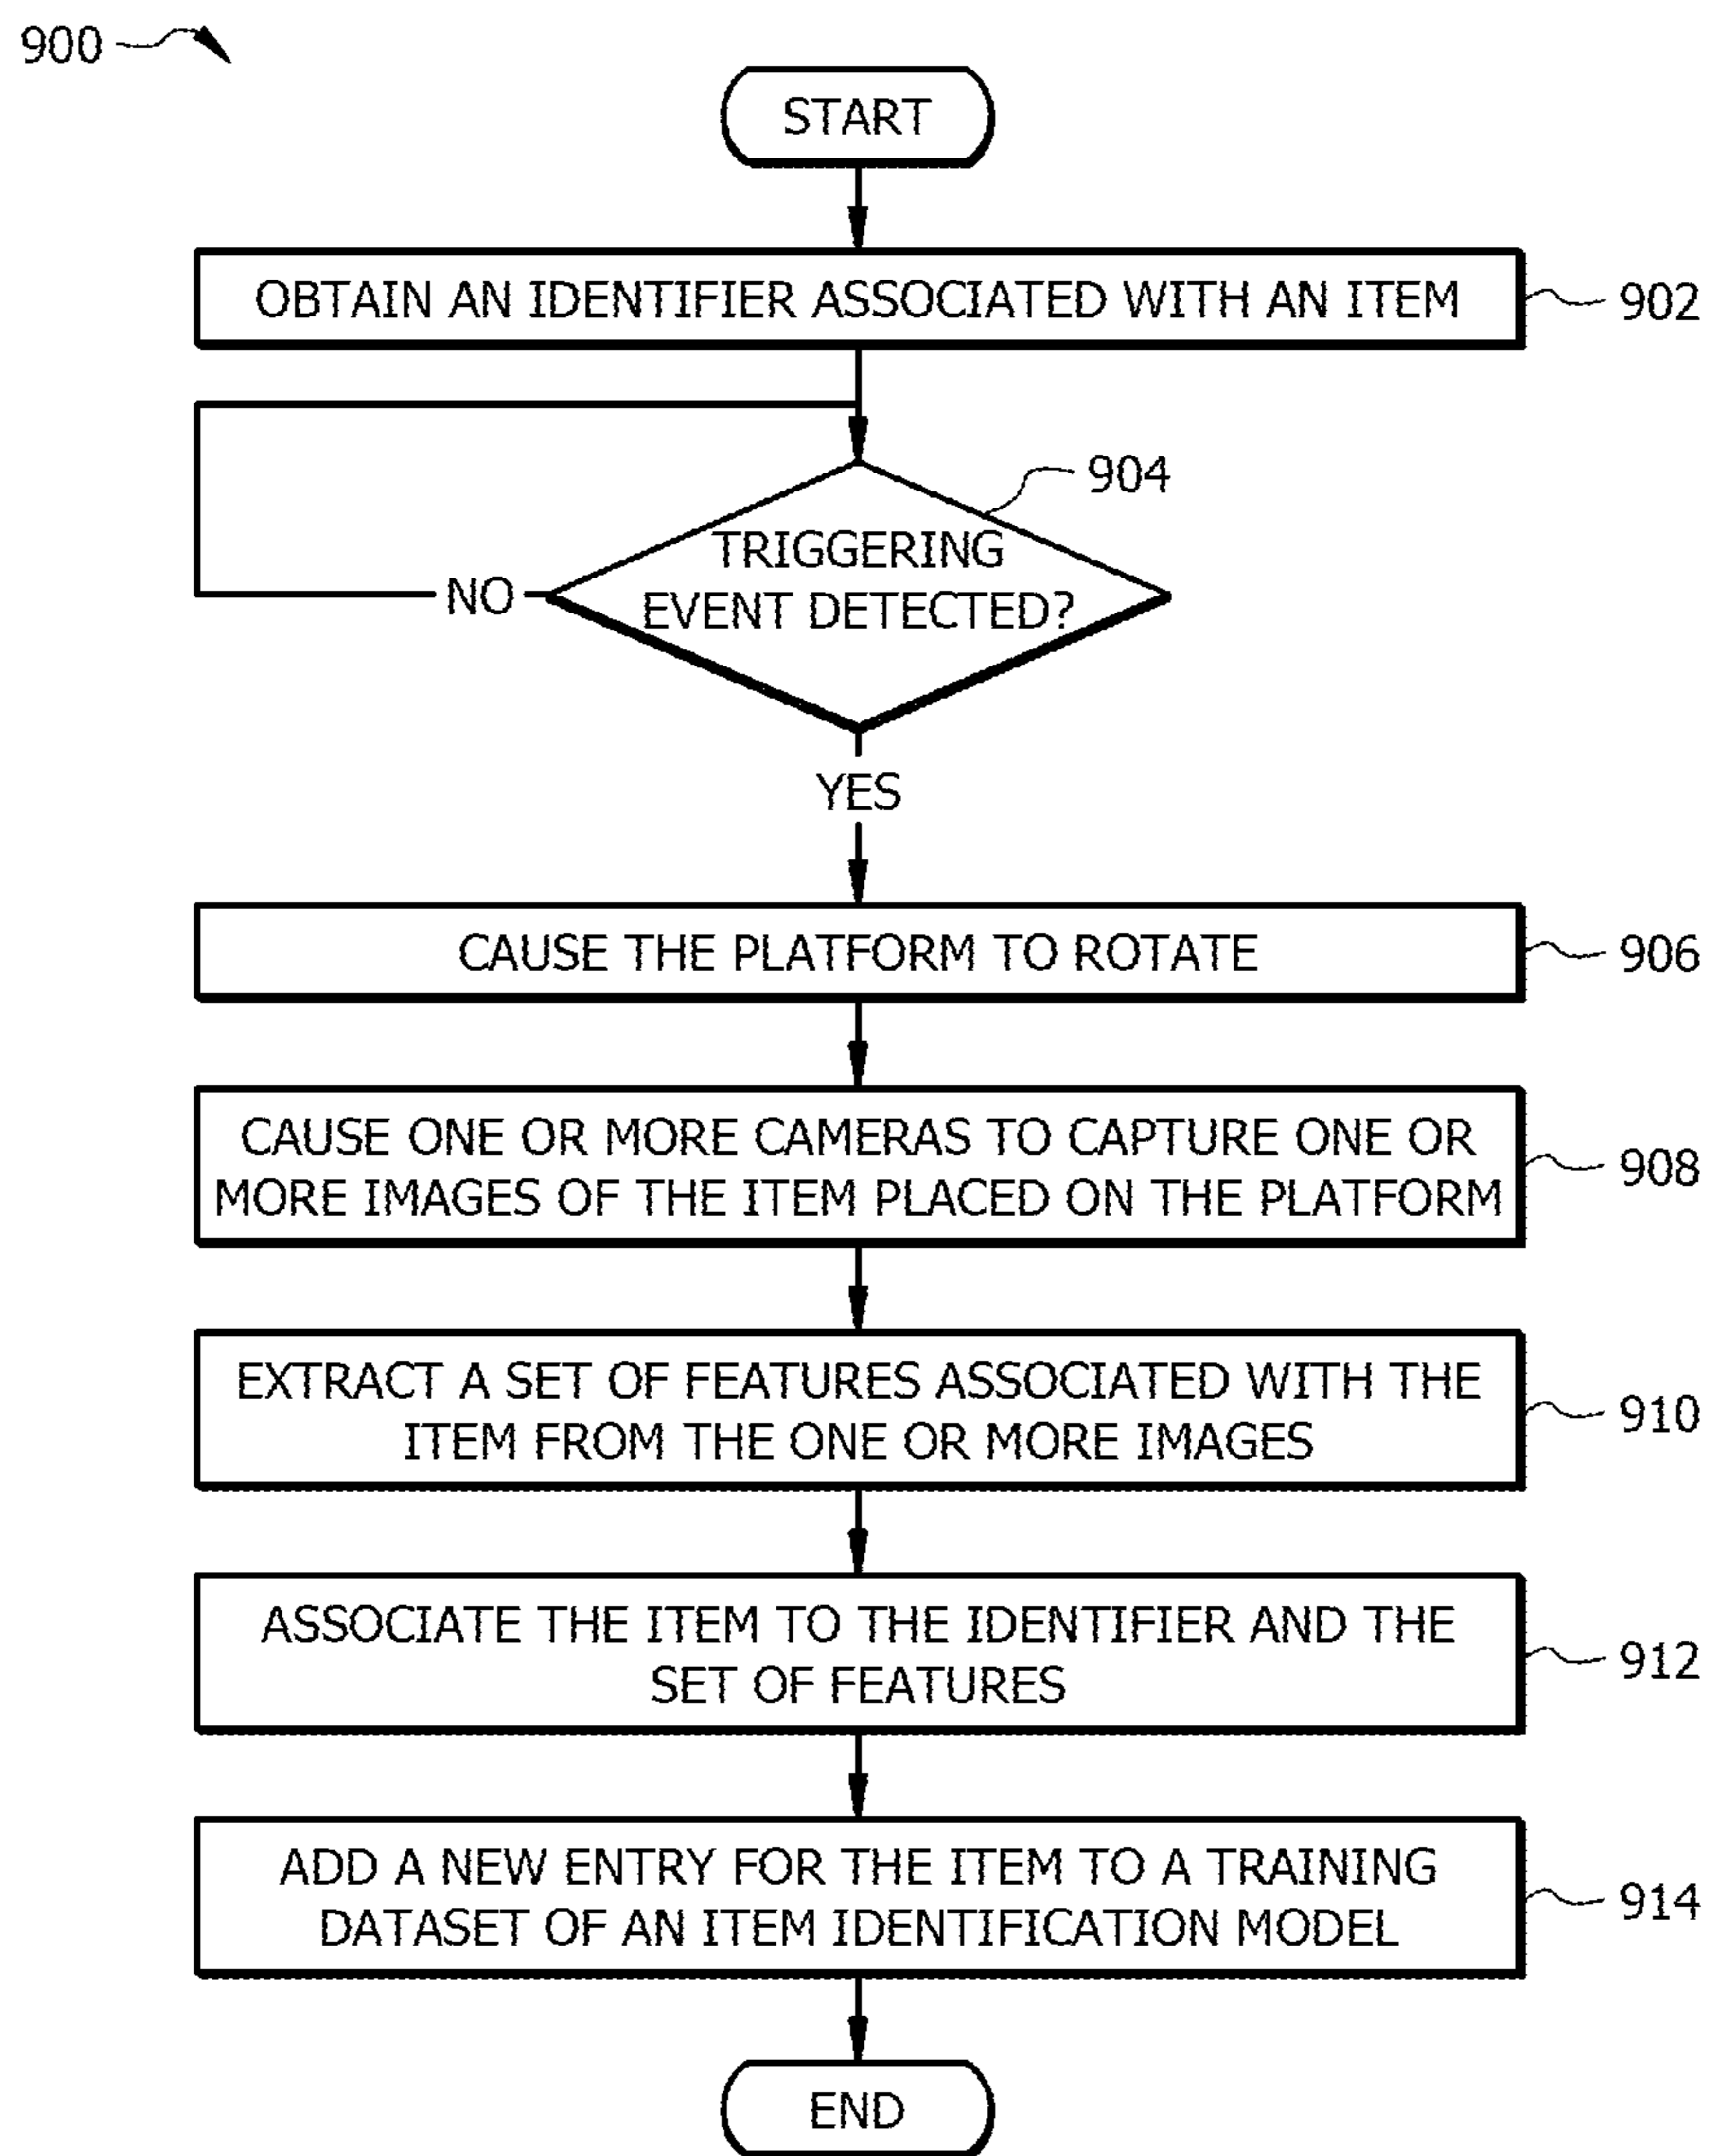 900
START
OBTAIN AN IDENTIFIER ASSOCIATED WITH AN ITEM
902
904
TRIGGERING
EVENT DETECTED?
NO
YES
CAUSE THE PLATFORM TO ROTATE
906
CAUSE ONE OR MORE CAMERAS TO CAPTURE ONE OR
MORE IMAGES OF THE ITEM PLACED ON THE PLATFORM
908
EXTRACT A SET OF FEATURES ASSOCIATED WITH THE
ITEM FROM THE ONE OR MORE IMAGES
910
ASSOCIATE THE ITEM TO THE IDENTIFIER AND THE
SET OF FEATURES
912
ADD A NEW ENTRY FOR THE ITEM TO A TRAINING
DATASET OF AN ITEM IDENTIFICATION MODEL
914
END